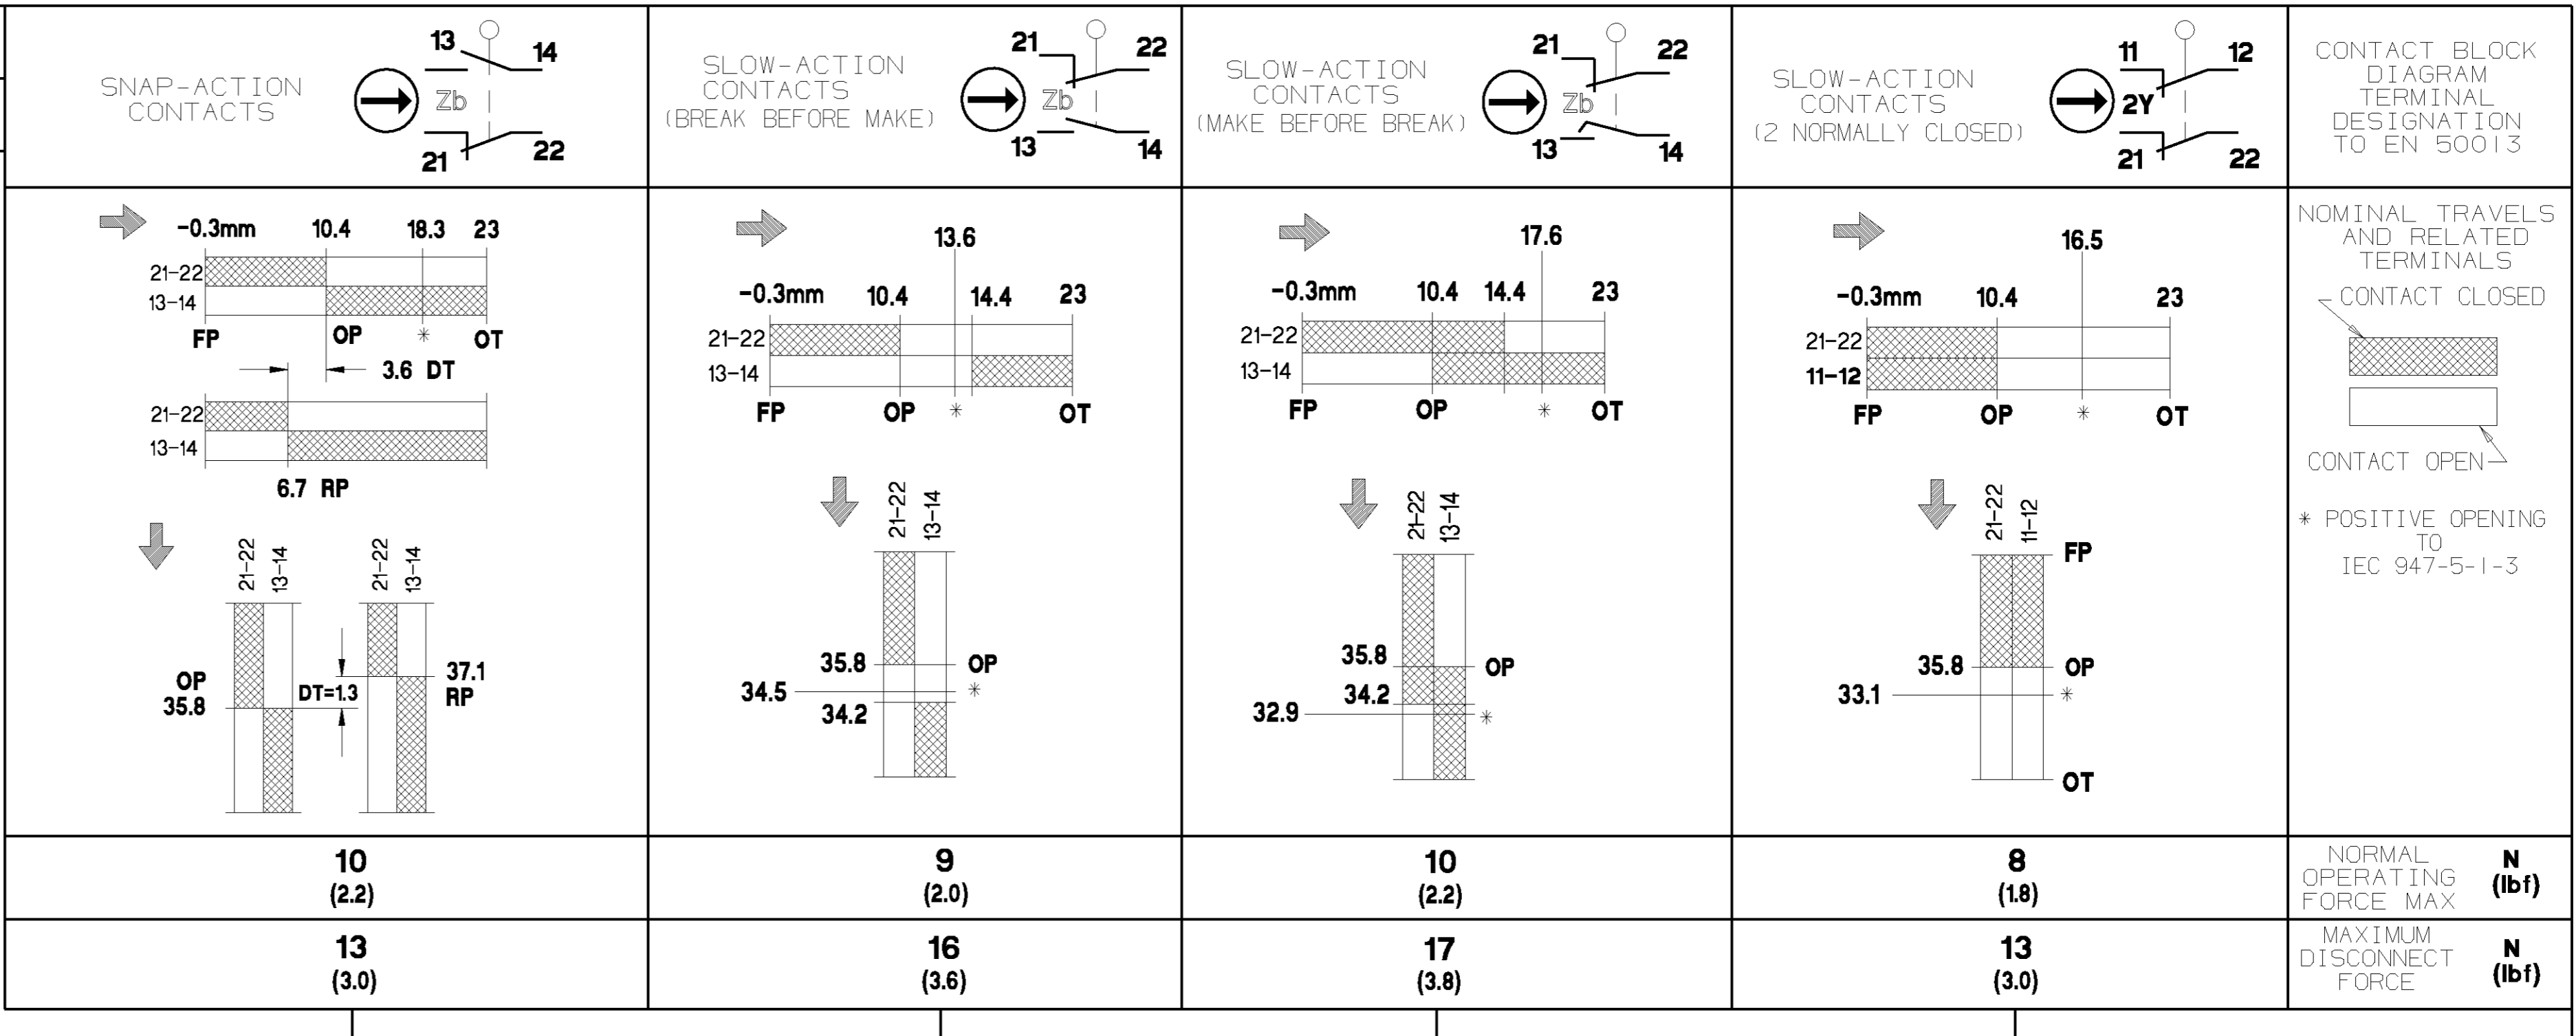 SNAP-ACTION
CONTACTS
13
14
Zb
21
22
SLOW-ACTION
CONTACTS
(BREAK BEFORE MAKE)
21
22
Zb
13
14
SLOW-ACTION
CONTACTS
(MAKE BEFORE BREAK)
21
22
Zb
13
14
SLOW-ACTION
CONTACTS
(2 NORMALLY CLOSED)
11
12
2Y
21
22
CONTACT BLOCK
DIAGRAM
TERMINAL
DESIGNATION
TO EN 50013
-0.3mm 10.4 18.3 23
21-22
13-14
FP OP * OT
3.6 DT
21-22
13-14
6.7 RP
21-22
13-14
21-22
13-14
OP
35.8
DT=1.3
37.1
RP
13.6
-0.3mm 10.4 14.4 23
21-22
13-14
FP OP * OT
21-22
13-14
35.8 OP
34.5 *
34.2
17.6
-0.3mm 10.4 14.4 23
21-22
13-14
FP OP * OT
21-22
13-14
35.8 OP
34.2
32.9 *
16.5
-0.3mm 10.4 23
21-22
11-12
FP OP * OT
21-22
11-12
FP
35.8 OP
33.1 *
OT
NOMINAL TRAVELS
AND RELATED
TERMINALS
CONTACT CLOSED
CONTACT OPEN
* POSITIVE OPENING
TO
IEC 947-5-1-3
10
(2.2)
9
(2.0)
10
(2.2)
8
(1.8)
NORMAL
OPERATING
FORCE MAX
N
(lbf)
13
(3.0)
16
(3.6)
17
(3.8)
13
(3.0)
MAXIMUM
DISCONNECT
FORCE
N
(lbf)